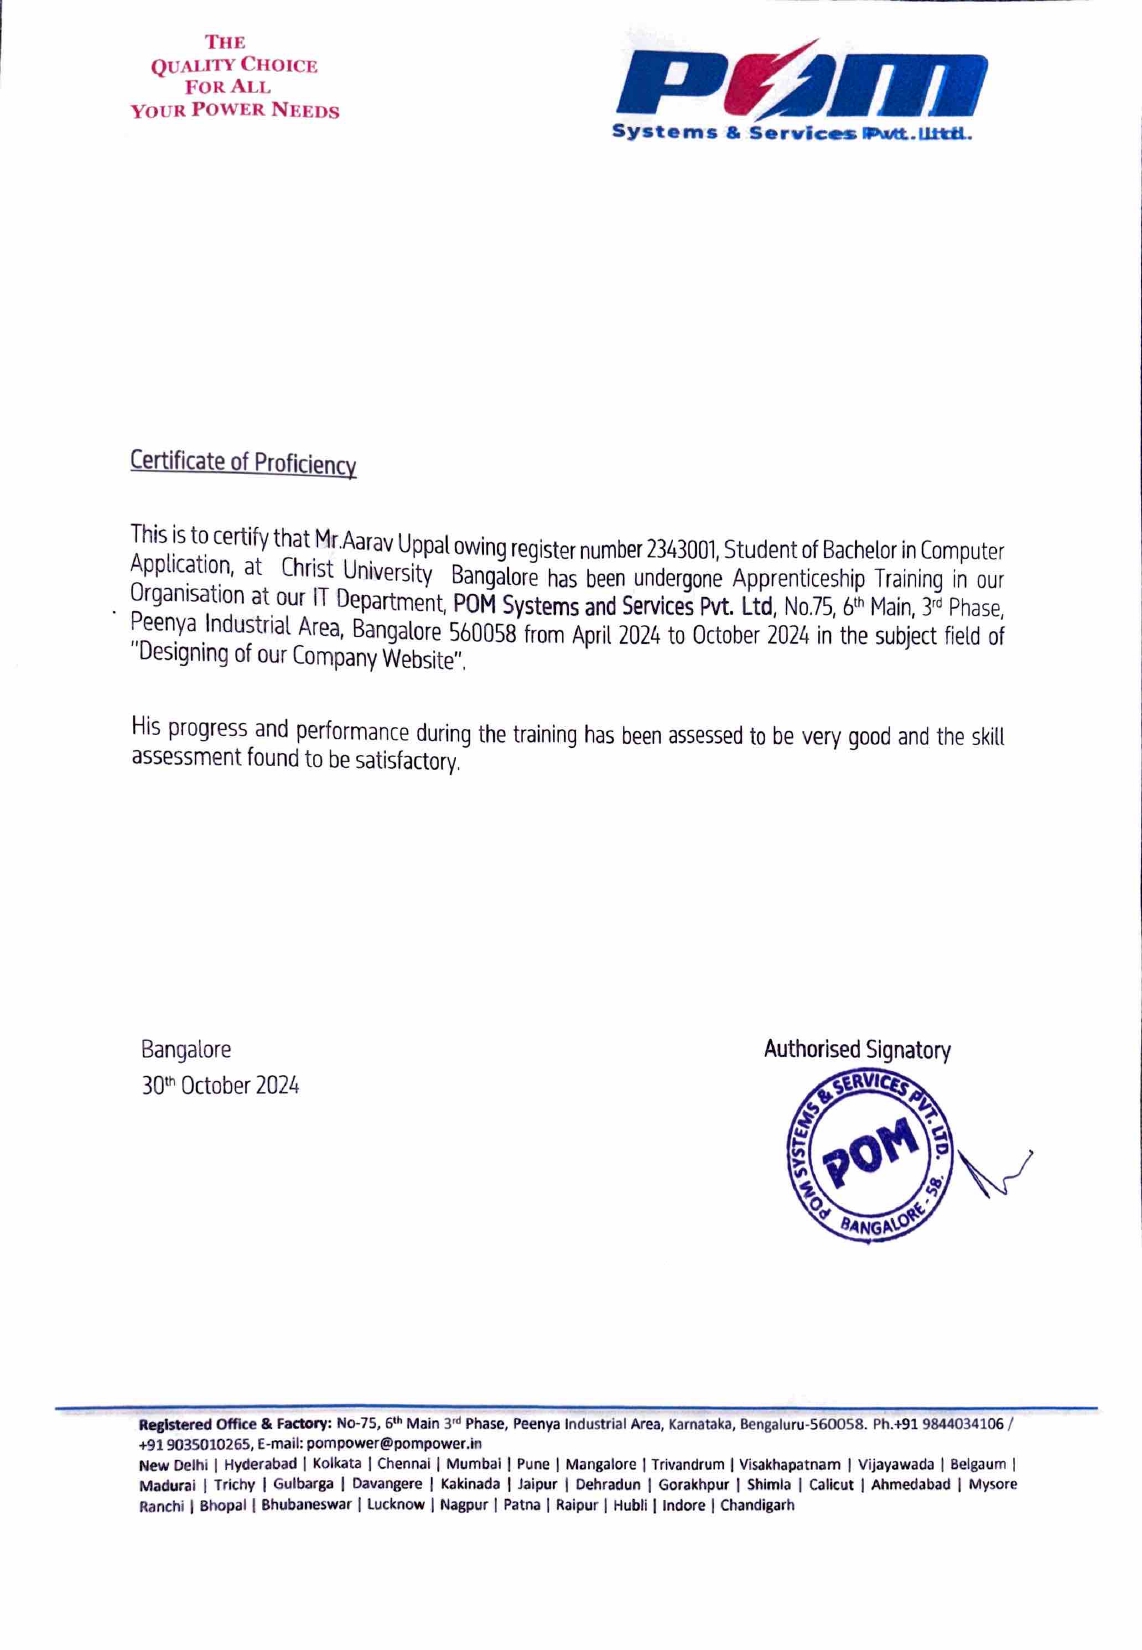 THE
QUALITY CHOICE
FOR ALL
YOUR POWER NEEDS
POM
Systems & Services Pvt. Ltd.
Certificate of Proficiency
This is to certify that Mr.Aarav Uppal owing register number 2343001, Student of Bachelor in Computer
Application, at Christ University Bangalore has been undergone Apprenticeship Training in our
Organisation at our IT Department, POM Systems and Services Pvt. Ltd, No.75, 6th Main, 3rd Phase,
Peenya Industrial Area, Bangalore 560058 from April 2024 to October 2024 in the subject field of
"Designing of our Company Website".
His progress and performance during the training has been assessed to be very good and the skill
assessment found to be satisfactory.
Bangalore
30th October 2024
Authorised Signatory
POM SYSTEMS & SERVICES PVT. LTD.
POM
BANGALORE - 58.
Registered Office & Factory: No-75, 6th Main 3rd Phase, Peenya Industrial Area, Karnataka, Bengaluru-560058. Ph.+91 9844034106 /
+91 9035010265, E-mail: pompower@pompower.in
New Delhi | Hyderabad | Kolkata | Chennai | Mumbai | Pune | Mangalore | Trivandrum | Visakhapatnam | Vijayawada | Belgaum |
Madurai | Trichy | Gulbarga | Davangere | Kakinada | Jaipur | Dehradun | Gorakhpur | Shimla | Calicut | Ahmedabad | Mysore
Ranchi | Bhopal | Bhubaneswar | Lucknow | Nagpur | Patna | Raipur | Hubli | Indore | Chandigarh